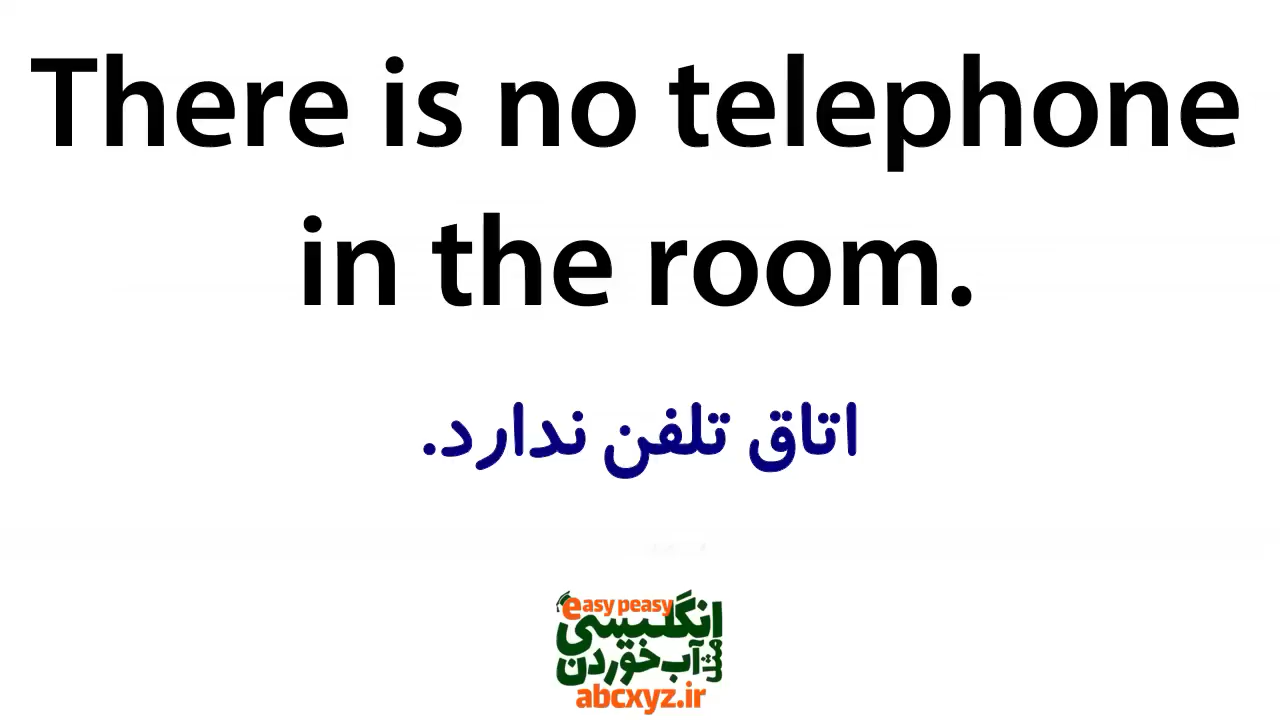 There is no telephone
in the room.
اتاق تلفن ندارد.
easy peasy
انگلیسی
مثل آب خوردن
abcxyz.ir